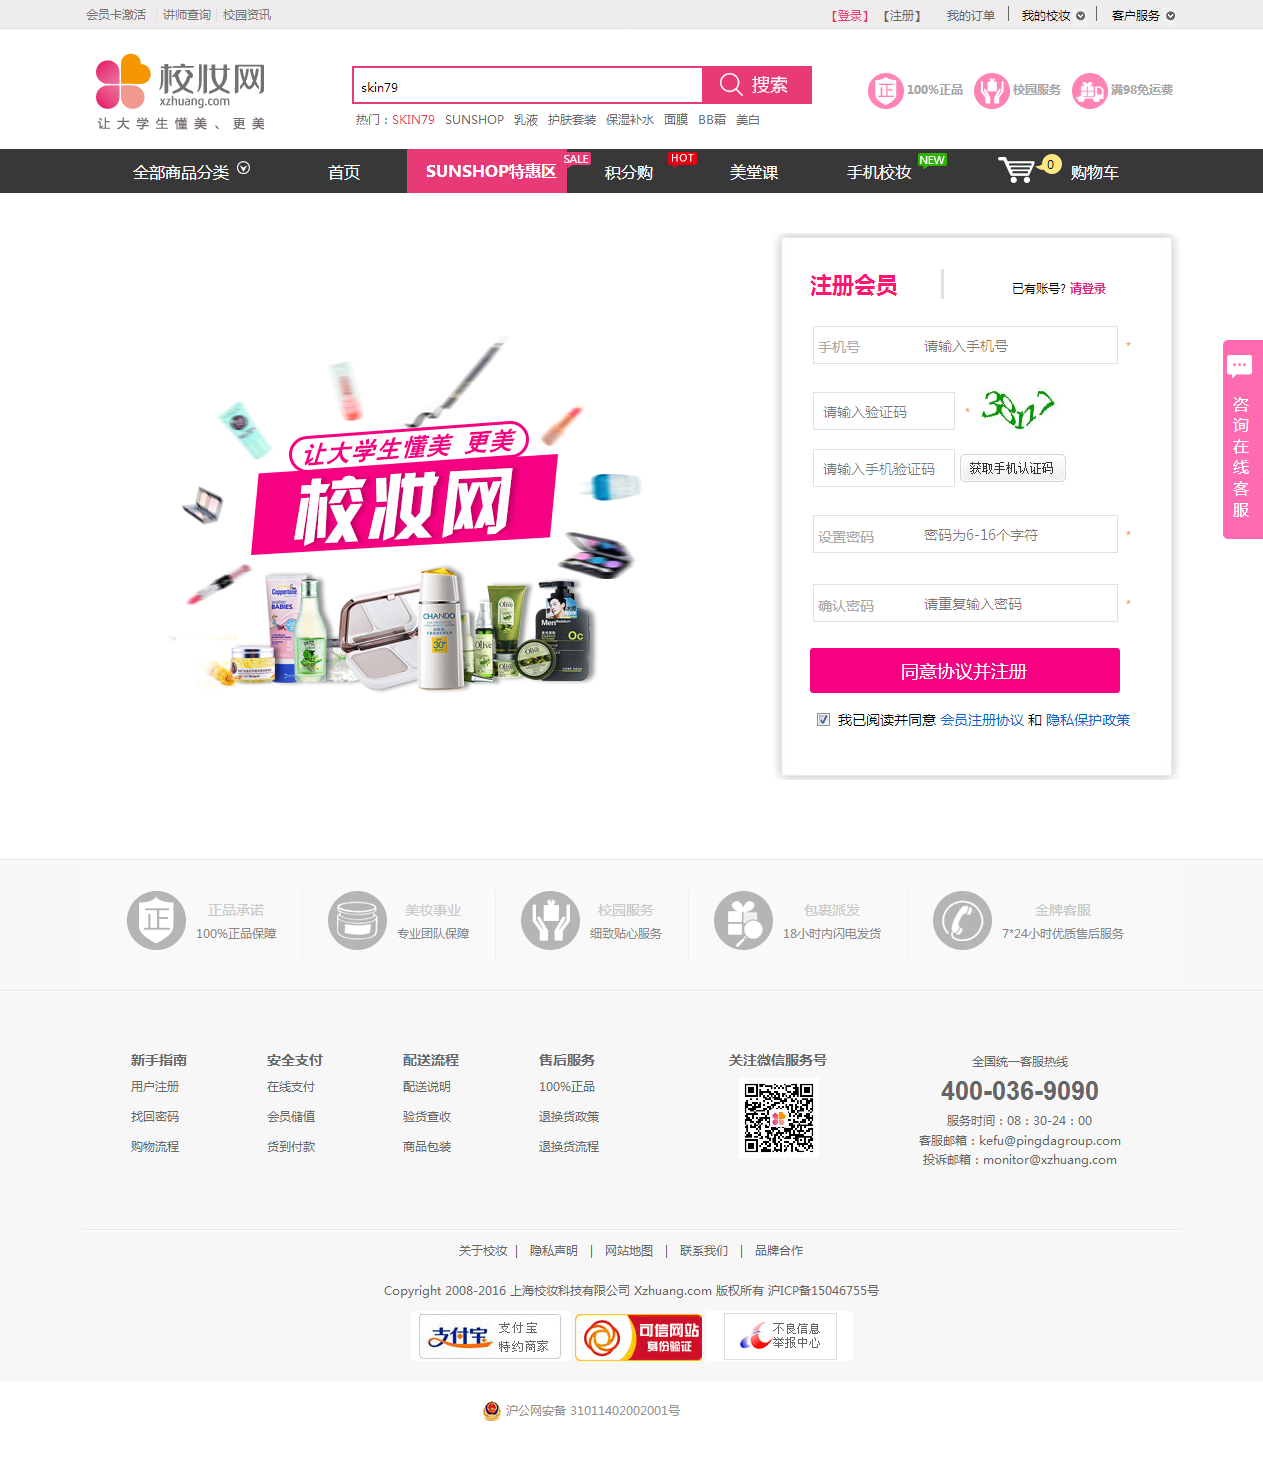 会员卡激活 讲师查询 校园资讯 【登录】 【注册】 我的订单 我的校妆 客户服务
校妆网
xzhuang.com
让大学生懂美、更美
skin79
搜索
100%正品 校园服务 满98免运费
热门：SKIN79 SUNSHOP 乳液 护肤套装 保湿补水 面膜 BB霜 美白
全部商品分类 首页 SUNSHOP特惠区 SALE 积分购 HOT 美堂课 手机校妆 NEW 0 购物车
注册会员 已有账号? 请登录
手机号 请输入手机号 *
请输入验证码 *
请输入手机验证码 获取手机认证码
设置密码 密码为6-16个字符 *
确认密码 请重复输入密码 *
同意协议并注册
我已阅读并同意 会员注册协议 和 隐私保护政策
让大学生懂美 更美
校妆网
Coppertone
water
BABIES
CHANDO
30+
Olive
Olive
Men
Oc
咨询在线客服
正品承诺
100%正品保障
美妆事业
专业团队保障
校园服务
细致贴心服务
包裹派发
18小时内闪电发货
金牌客服
7*24小时优质售后服务
新手指南 安全支付 配送流程 售后服务 关注微信服务号
用户注册 在线支付 配送说明 100%正品
找回密码 会员储值 验货查收 退换货政策
购物流程 货到付款 商品包装 退换货流程
全国统一客服热线
400-036-9090
服务时间：08：30-24：00
客服邮箱：kefu@pingdagroup.com
投诉邮箱：monitor@xzhuang.com
关于校妆 | 隐私声明 | 网站地图 | 联系我们 | 品牌合作
Copyright 2008-2016 上海校妆科技有限公司 Xzhuang.com 版权所有 沪ICP备15046755号
支付宝 支付宝
特约商家
可信网站
身份验证
不良信息
举报中心
沪公网安备 31011402002001号